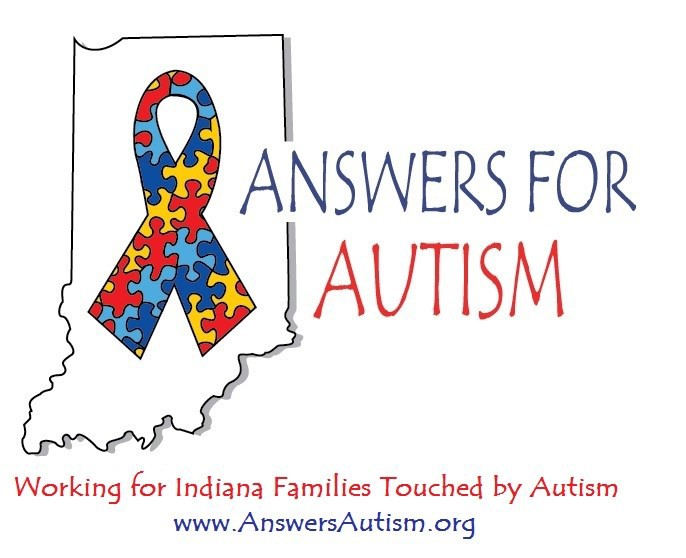 ANSWERS FOR
AUTISM
Working for Indiana Families Touched by Autism
www.AnswersAutism.org